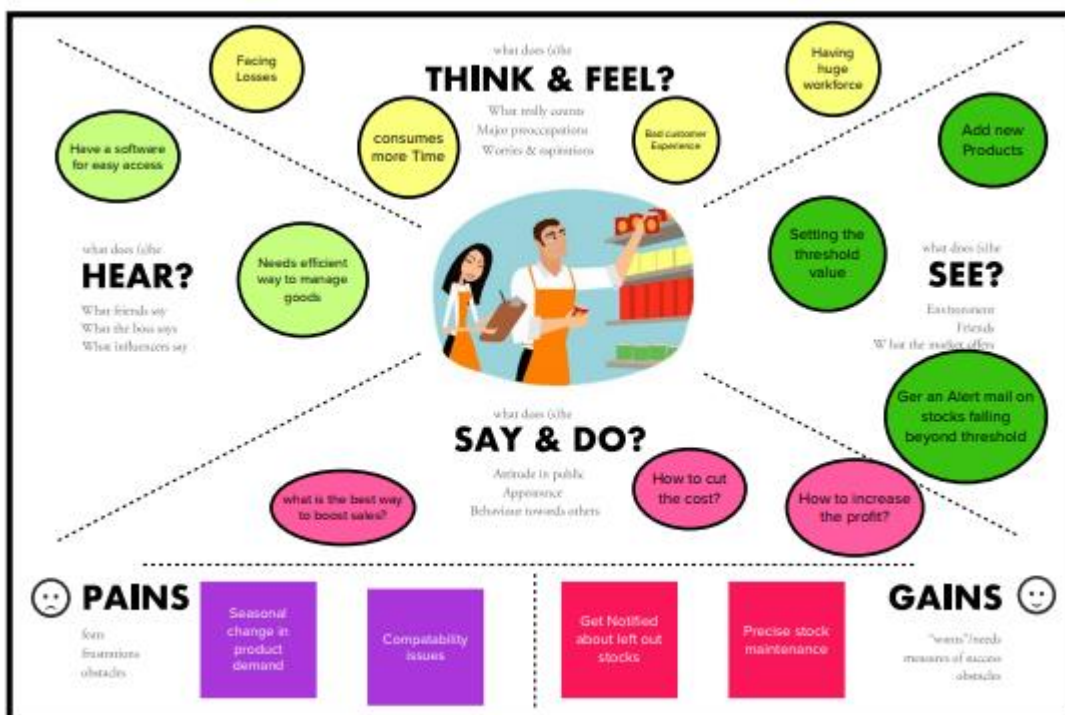 what does (s)he
THINK & FEEL?
What really counts
Major preoccupations
Worries & aspirations
Facing
Losses
consumes
more Time
Bad customer
Experience
Having
huge
workforce
Have a software
for easy access
Needs efficient
way to manage
goods
what does (s)he
HEAR?
What friends say
What the boss says
What influencers say
Add new
Products
Setting the
threshold
value
what does (s)he
SEE?
Environment
Friends
W hat the market offers
Ger an Alert mail on
stocks falling
beyond threshold
what does (s)he
SAY & DO?
Attitude in public
Appearance
Behaviour towards others
what is the best way
to boost sales?
How to cut
the cost?
How to increase
the profit?
PAINS
fears
frustrations
obstacles
Seasonal
change in
product
demand
Compatability
issues
Get Notified
about left out
stocks
Precise stock
maintenance
GAINS
"wants"/needs
measures of success
obstacles